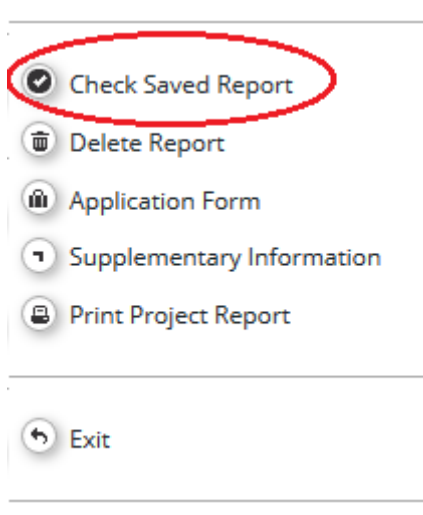 Check Saved Report
Delete Report
Application Form
Supplementary Information
Print Project Report
Exit